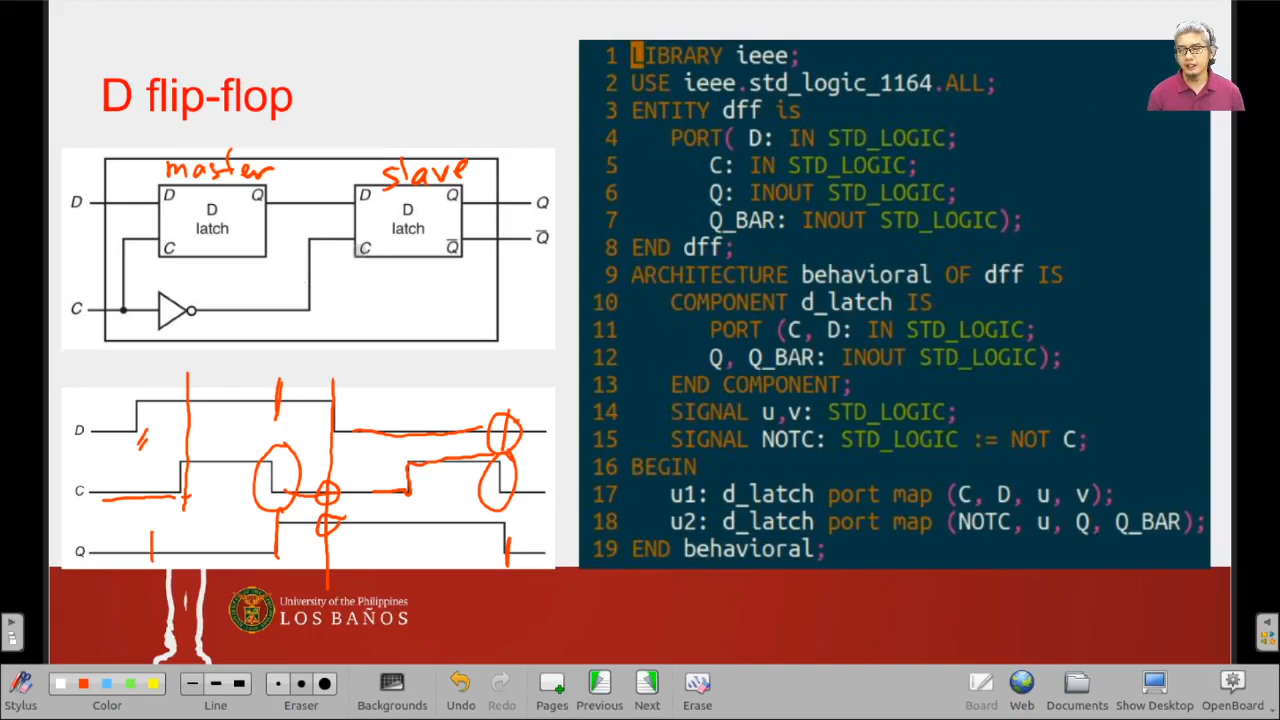 D flip-flop
master
slave
D
D Q
D
latch
C
D Q
D
latch
C Q̅
Q
Q̅
C
D
C
Q
University of the Philippines
LOS BAÑOS
1 LIBRARY ieee;
2 USE ieee.std_logic_1164.ALL;
3 ENTITY dff is
4 PORT( D: IN STD_LOGIC;
5 C: IN STD_LOGIC;
6 Q: INOUT STD_LOGIC;
7 Q_BAR: INOUT STD_LOGIC);
8 END dff;
9 ARCHITECTURE behavioral OF dff IS
10 COMPONENT d_latch IS
11 PORT (C, D: IN STD_LOGIC;
12 Q, Q_BAR: INOUT STD_LOGIC);
13 END COMPONENT;
14 SIGNAL u,v: STD_LOGIC;
15 SIGNAL NOTC: STD_LOGIC := NOT C;
16 BEGIN
17 u1: d_latch port map (C, D, u, v);
18 u2: d_latch port map (NOTC, u, Q, Q_BAR);
19 END behavioral;
Stylus Color Line Eraser Backgrounds Undo Redo Pages Previous Next Erase Board Web Documents Show Desktop OpenBoard